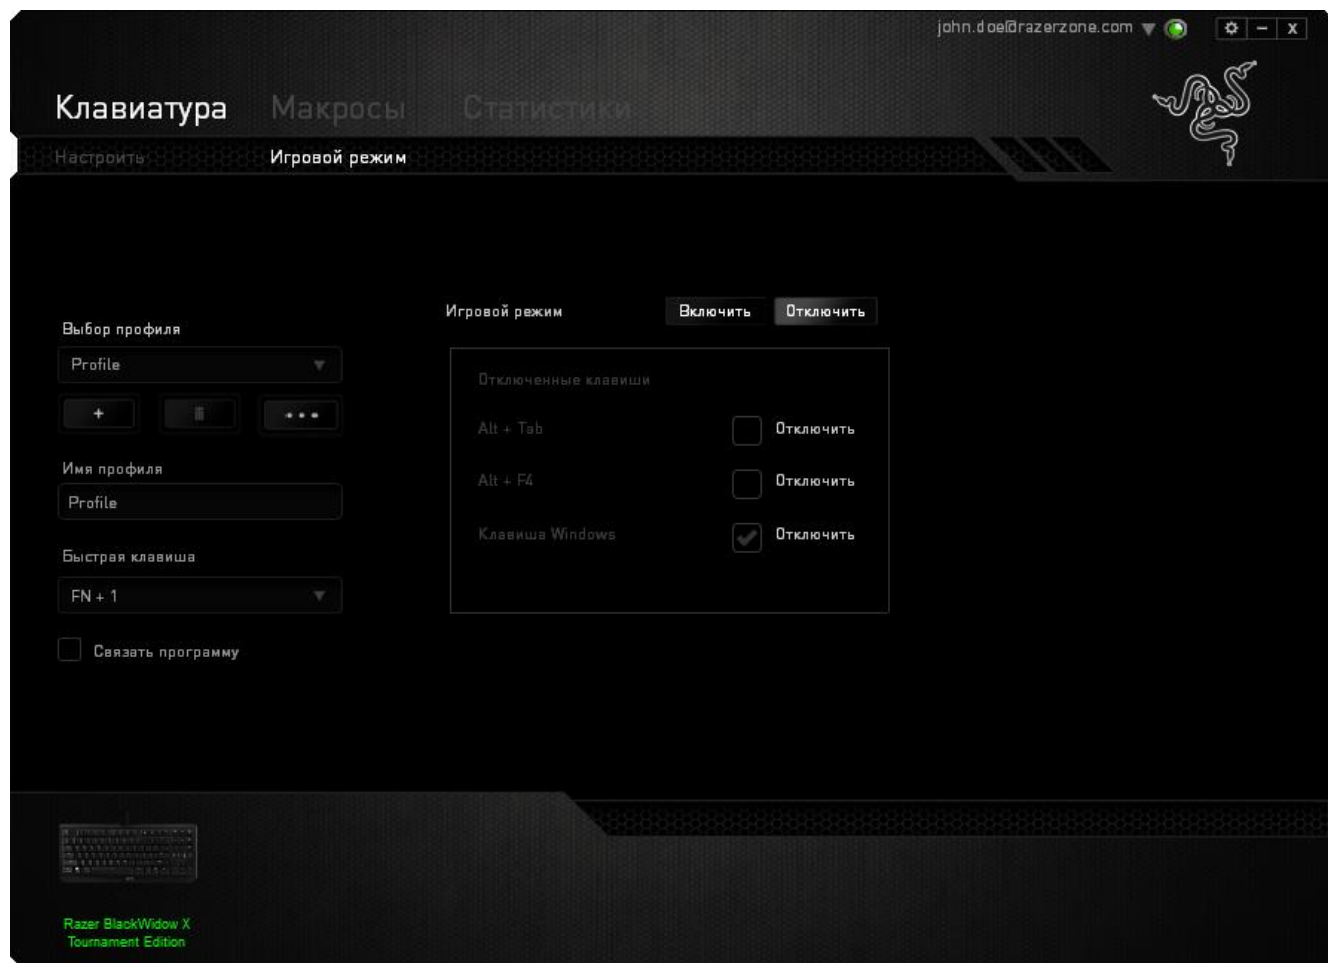 john.doe@razerzone.com
Клавиатура Макросы Статистики
Настроить Игровой режим
Игровой режим Включить Отключить
Выбор профиля
Profile
Имя профиля
Profile
Быстрая клавиша
FN + 1
Связать программу
Отключенные клавиши
Alt + Tab Отключить
Alt + F4 Отключить
Клавиша Windows Отключить
Razer BlackWidow X
Tournament Edition